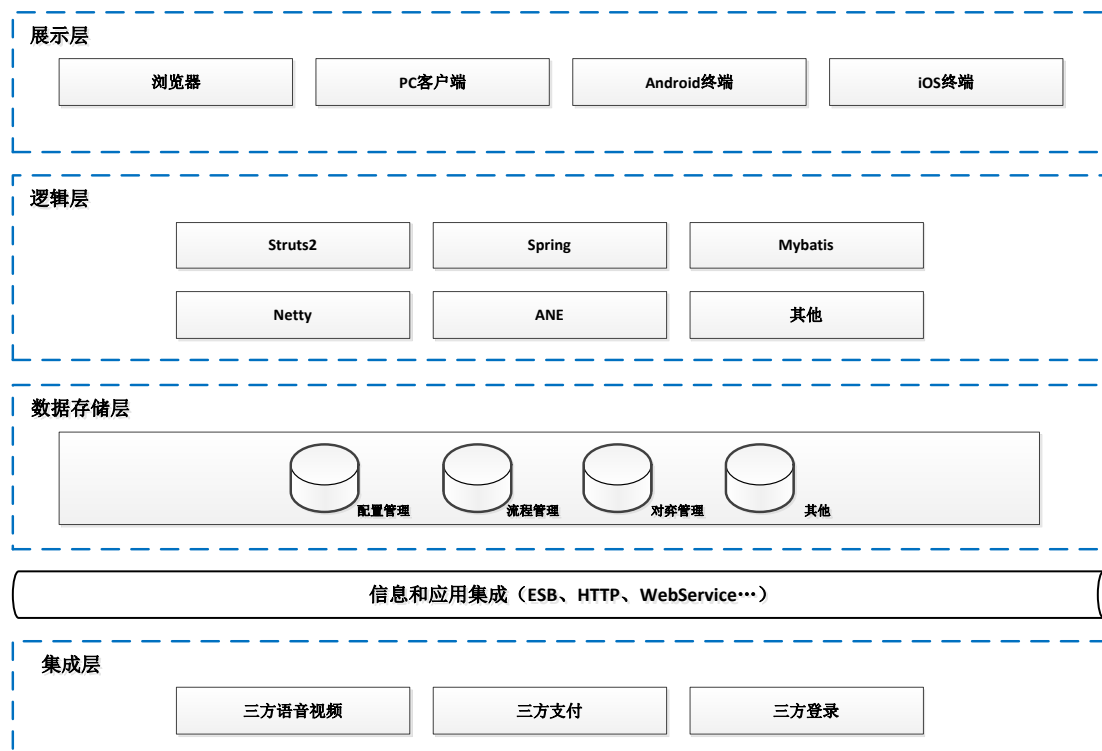 展示层
浏览器
PC客户端
Android终端
iOS终端
逻辑层
Struts2
Spring
Mybatis
Netty
ANE
其他
数据存储层
配置管理
流程管理
对弈管理
其他
信息和应用集成（ESB、HTTP、WebService…）
集成层
三方语音视频
三方支付
三方登录